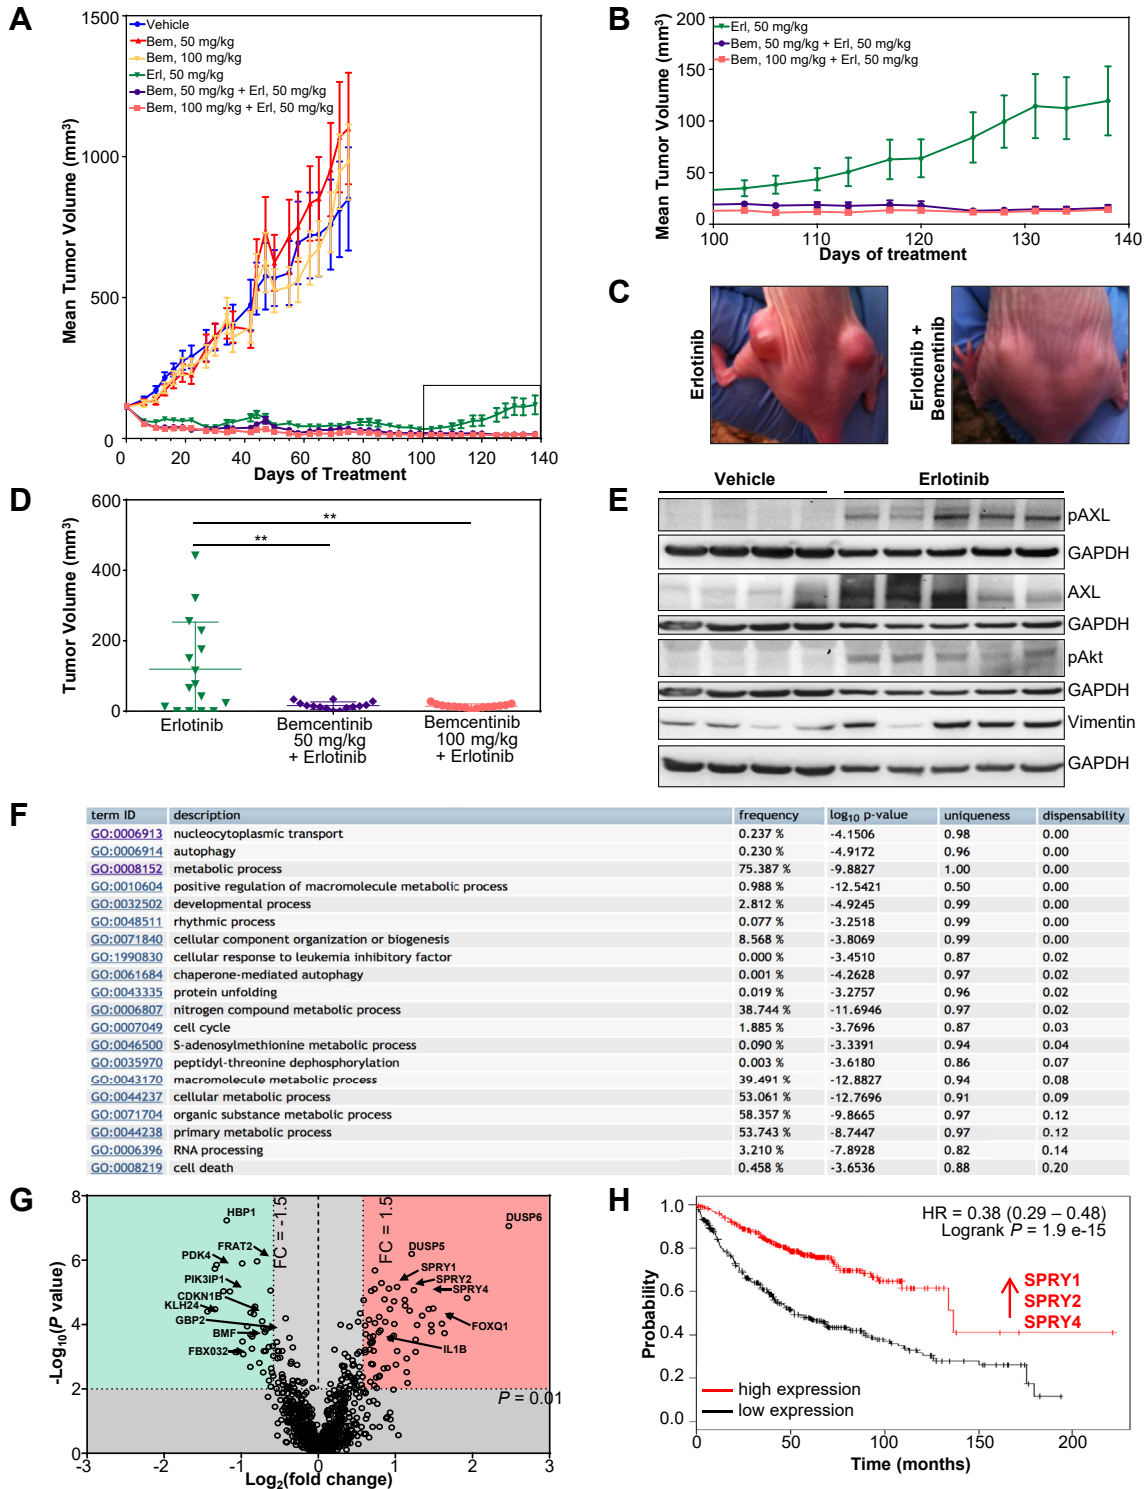 A
1500
1000
500
0
Mean Tumor Volume (mm³)
Vehicle
Bem, 50 mg/kg
Bem, 100 mg/kg
Erl, 50 mg/kg
Bem, 50 mg/kg + Erl, 50 mg/kg
Bem, 100 mg/kg + Erl, 50 mg/kg
0 20 40 60 80 100 120 140
Days of Treatment
B
200
150
100
50
0
Mean Tumor Volume (mm³)
Erl, 50 mg/kg
Bem, 50 mg/kg + Erl, 50 mg/kg
Bem, 100 mg/kg + Erl, 50 mg/kg
100 110 120 130 140
Days of treatment
C
Erlotinib
Erlotinib +
Bemcentinib
D
600
400
200
0
Tumor Volume (mm³)
**
**
Erlotinib
Bemcentinib
50 mg/kg
+ Erlotinib
Bemcentinib
100 mg/kg
+ Erlotinib
E
Vehicle Erlotinib
pAXL
GAPDH
AXL
GAPDH
pAkt
GAPDH
Vimentin
GAPDH
F
term ID description frequency log10 p-value uniqueness dispensability
GO:0006913 nucleocytoplasmic transport 0.237 % -4.1506 0.98 0.00
GO:0006914 autophagy 0.230 % -4.9172 0.96 0.00
GO:0008152 metabolic process 75.387 % -9.8827 1.00 0.00
GO:0010604 positive regulation of macromolecule metabolic process 0.988 % -12.5421 0.50 0.00
GO:0032502 developmental process 2.812 % -4.9245 0.99 0.00
GO:0048511 rhythmic process 0.077 % -3.2518 0.99 0.00
GO:0071840 cellular component organization or biogenesis 8.568 % -3.8069 0.99 0.00
GO:1990830 cellular response to leukemia inhibitory factor 0.000 % -3.4510 0.87 0.02
GO:0061684 chaperone-mediated autophagy 0.001 % -4.2628 0.97 0.02
GO:0043335 protein unfolding 0.019 % -3.2757 0.96 0.02
GO:0006807 nitrogen compound metabolic process 38.744 % -11.6946 0.97 0.02
GO:0007049 cell cycle 1.885 % -3.7696 0.87 0.03
GO:0046500 S-adenosylmethionine metabolic process 0.090 % -3.3391 0.94 0.04
GO:0035970 peptidyl-threonine dephosphorylation 0.003 % -3.6180 0.86 0.07
GO:0043170 macromolecule metabolic process 39.491 % -12.8827 0.94 0.08
GO:0044237 cellular metabolic process 53.061 % -12.7696 0.91 0.09
GO:0071704 organic substance metabolic process 58.357 % -9.8665 0.97 0.12
GO:0044238 primary metabolic process 53.743 % -8.7447 0.97 0.12
GO:0006396 RNA processing 3.210 % -7.8928 0.82 0.14
GO:0008219 cell death 0.458 % -3.6536 0.88 0.20
G
8
6
4
2
0
-Log10(P value)
HBP1
FRAT2
PDK4
PIK3IP1
CDKN1B
KLH24
GBP2
BMF
FBX032
FC = -1.5
FC = 1.5
DUSP6
DUSP5
SPRY1
SPRY2
SPRY4
FOXQ1
IL1B
P = 0.01
-3 -2 -1 0 1 2 3
Log2(fold change)
H
1.0
0.8
0.6
0.4
0.2
0.0
Probability
HR = 0.38 (0.29 – 0.48)
Logrank P = 1.9 e-15
SPRY1
SPRY2
SPRY4
high expression
low expression
0 50 100 150 200
Time (months)